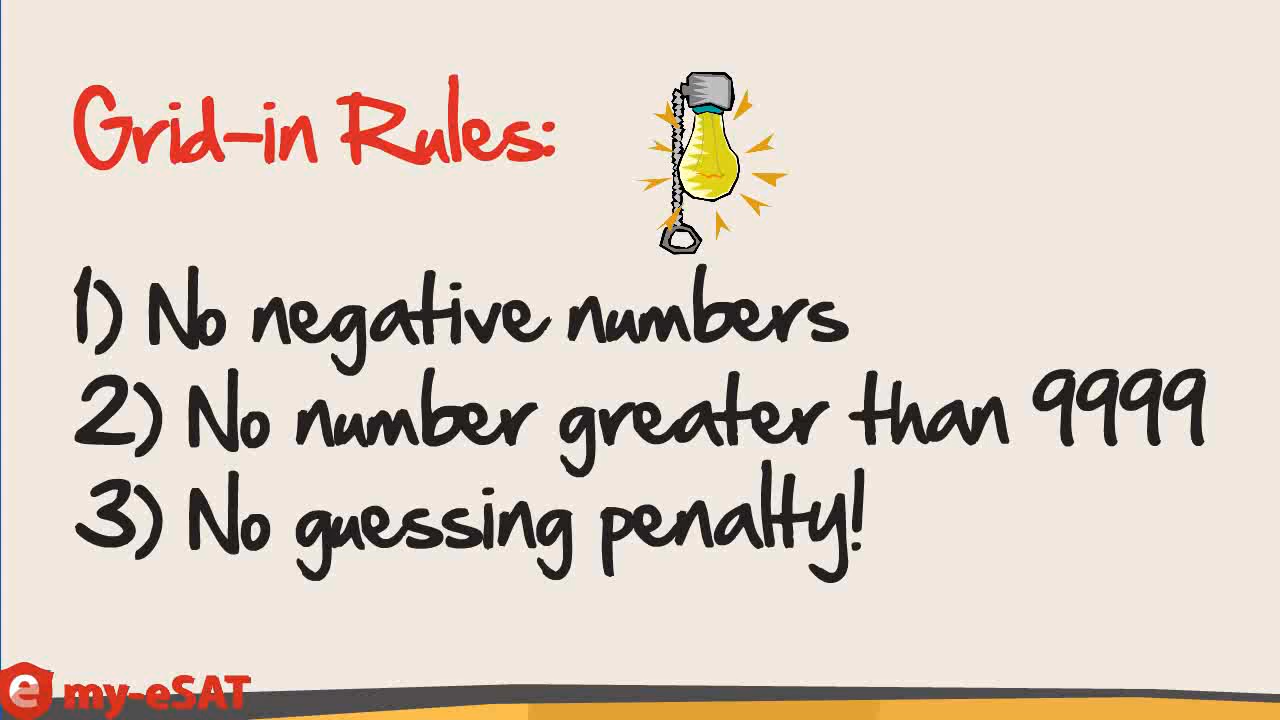 Grid-in Rules:
1) No negative numbers
2) No number greater than 9999
3) No guessing penalty!
e my-eSAT